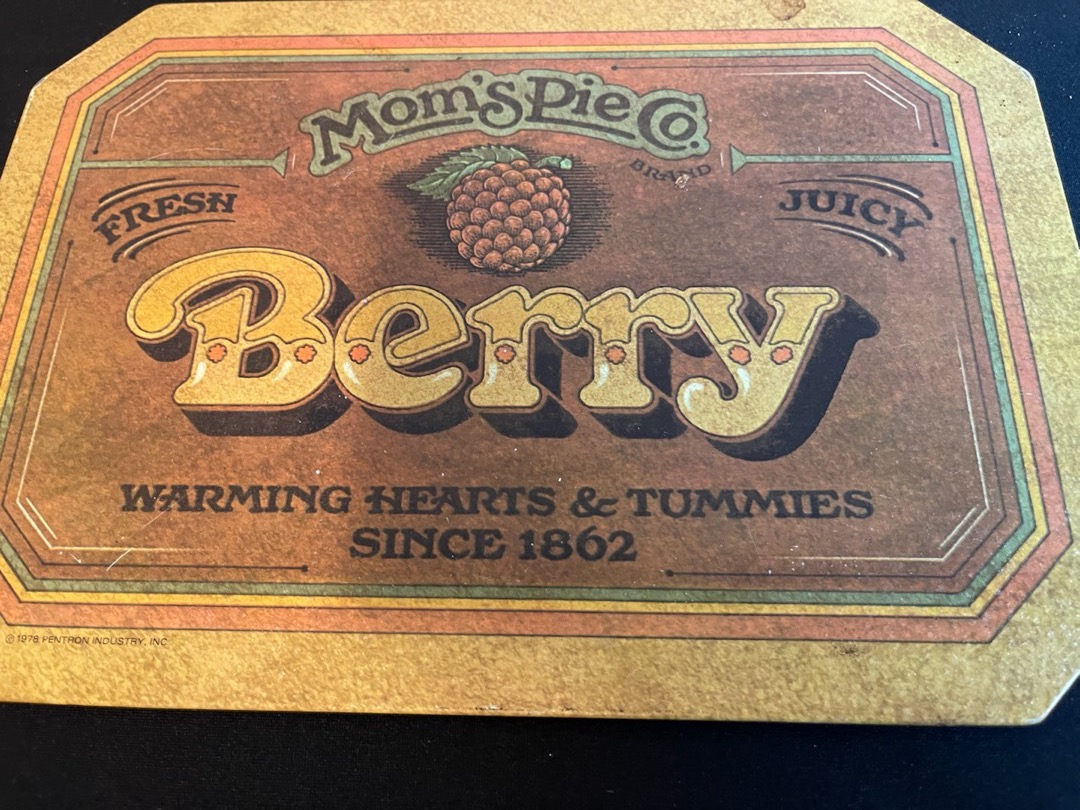 Mom's Pie Co.
BRAND
FRESH
JUICY
Berry
WARMING HEARTS & TUMMIES
SINCE 1862
© 1978 PENTRON INDUSTRY, INC